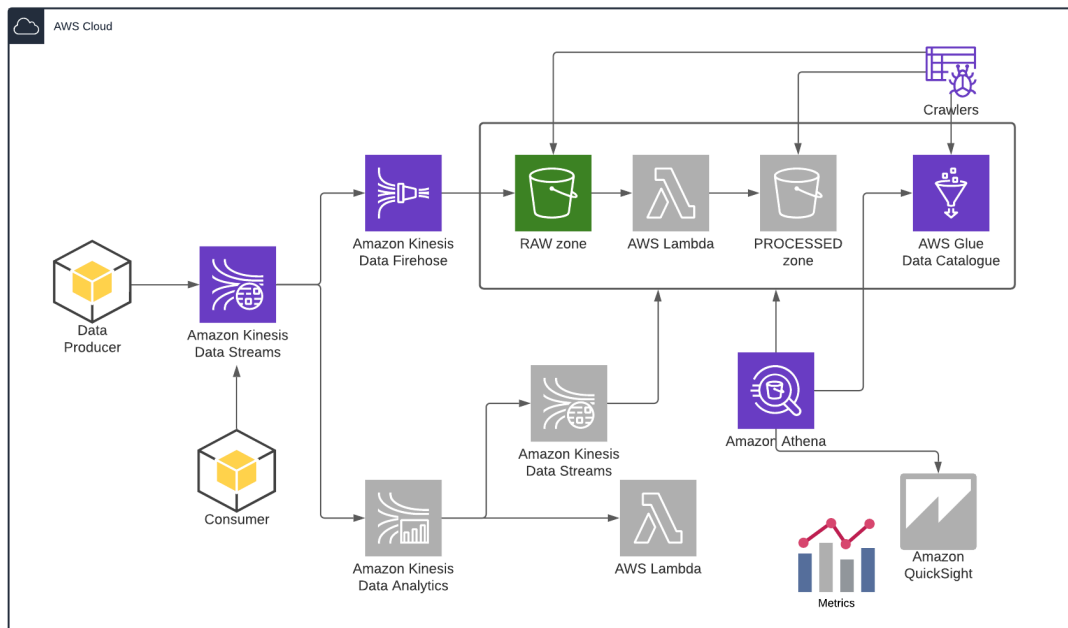 AWS Cloud
Crawlers
RAW zone
AWS Lambda
PROCESSED
zone
AWS Glue
Data Catalogue
Amazon Kinesis
Data Firehose
Data
Producer
Amazon Kinesis
Data Streams
Amazon Kinesis
Data Streams
Amazon Athena
Consumer
Amazon Kinesis
Data Analytics
AWS Lambda
Amazon
QuickSight
Metrics